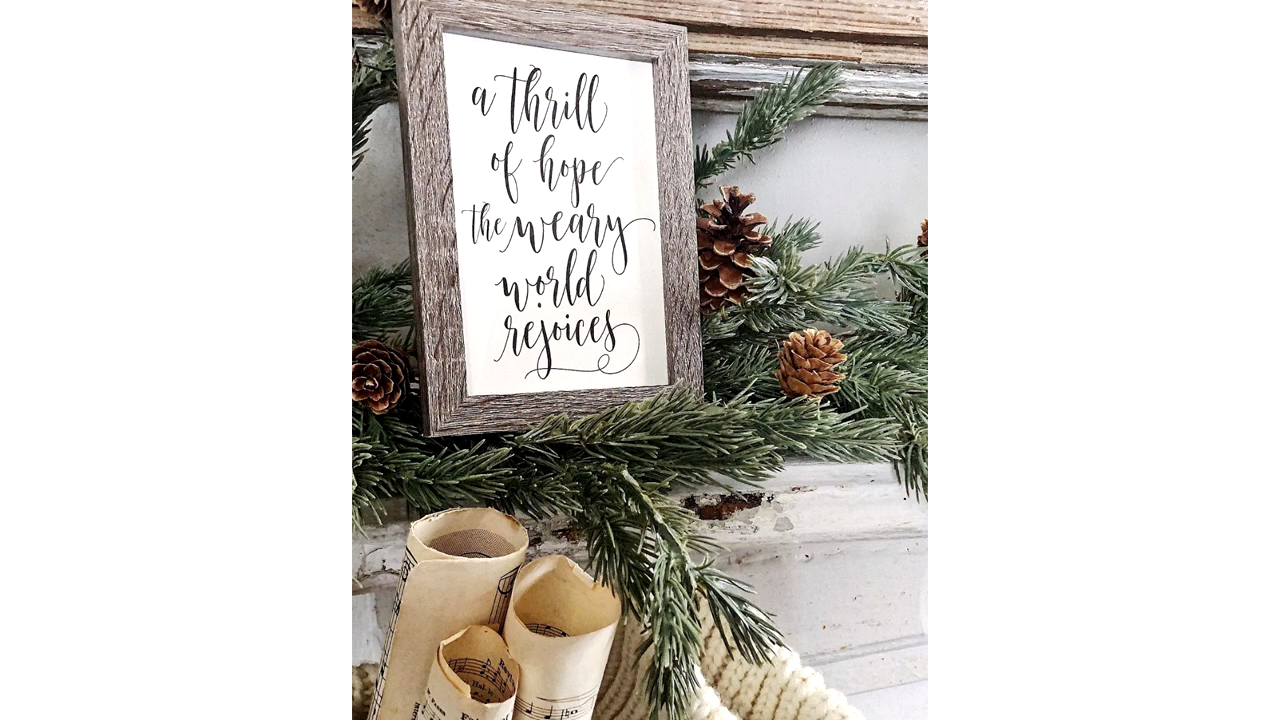 a thrill
of hope
the weary
world
rejoices